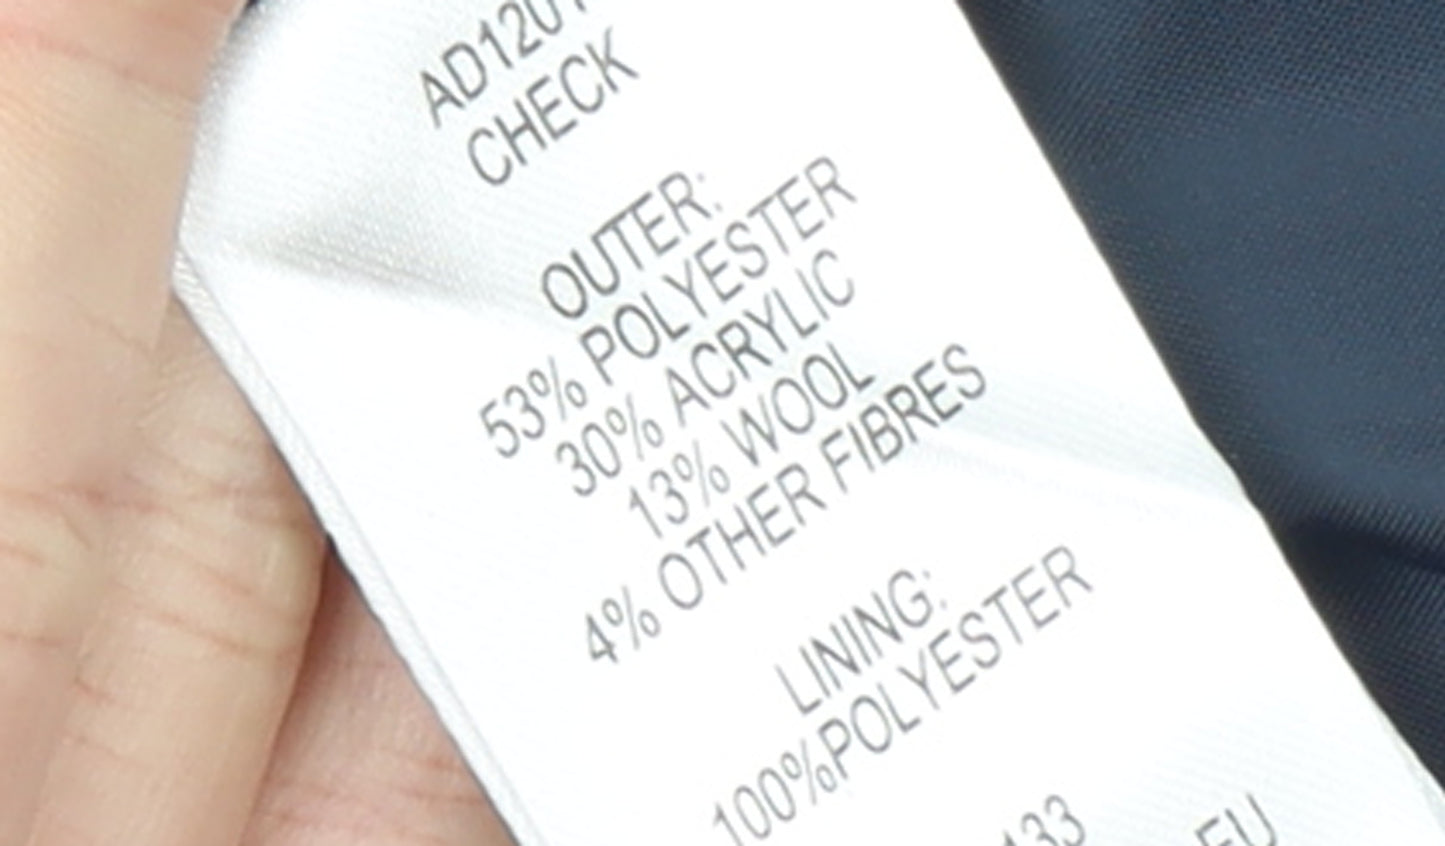 CHECK
OUTER:
53% POLYESTER
30% ACRYLIC
13% WOOL
4% OTHER FIBRES
LINING:
100%POLYESTER